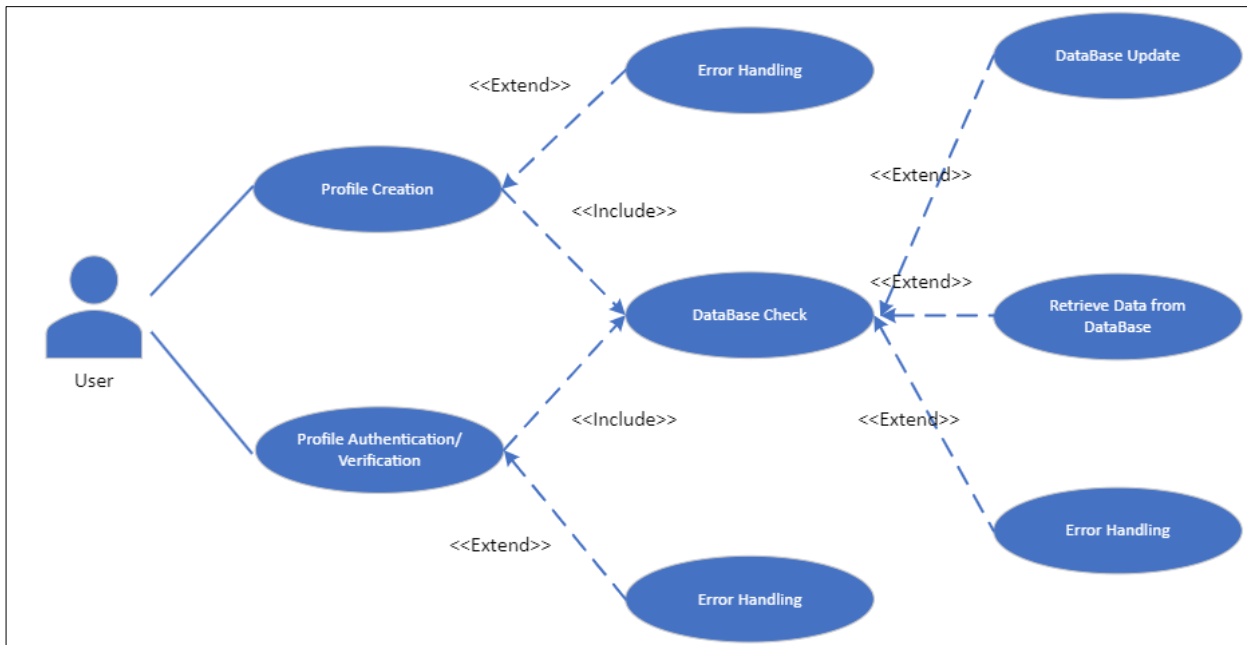 Error Handling
DataBase Update
<<Extend>>
Profile Creation
<<Extend>>
<<Include>>
<<Extend>>
DataBase Check
Retrieve Data from
DataBase
User
<<Include>>
<<Extend>>
Profile Authentication/
Verification
Error Handling
<<Extend>>
Error Handling